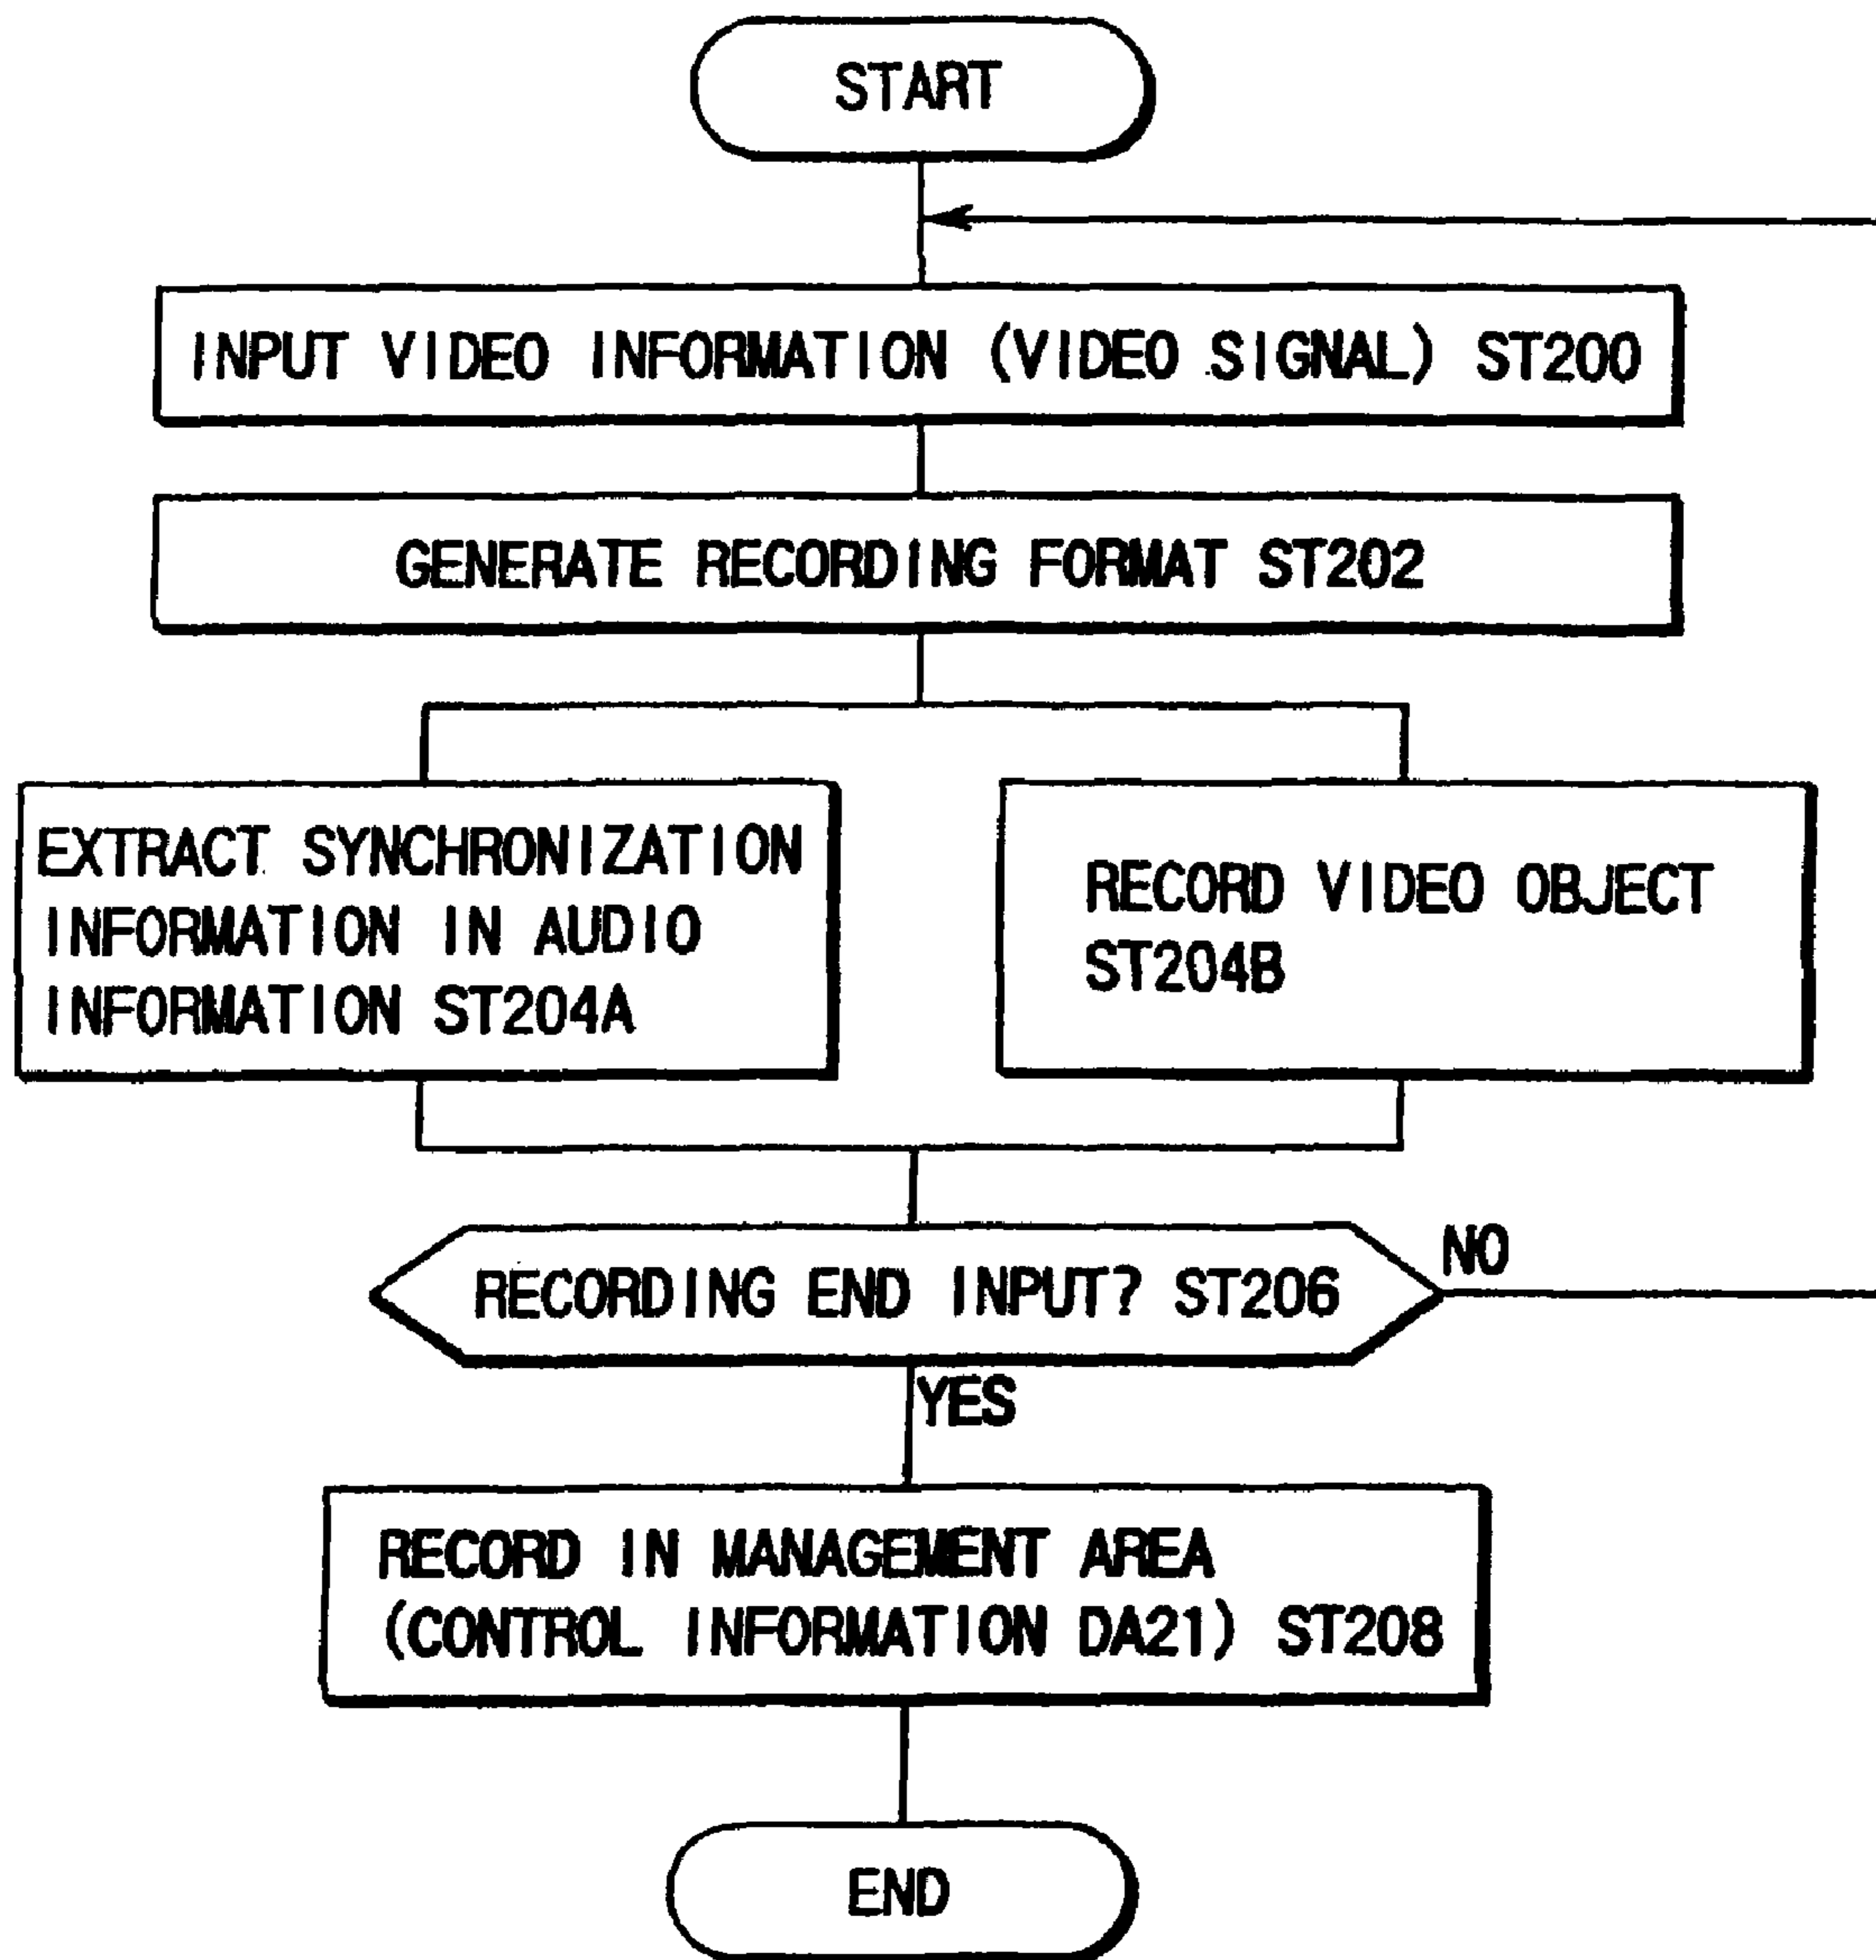 START
INPUT VIDEO INFORMATION (VIDEO SIGNAL) ST200
GENERATE RECORDING FORMAT ST202
EXTRACT SYNCHRONIZATION
INFORMATION IN AUDIO
INFORMATION ST204A
RECORD VIDEO OBJECT
ST204B
RECORDING END INPUT? ST206
NO
YES
RECORD IN MANAGEMENT AREA
(CONTROL INFORMATION DA21) ST208
END